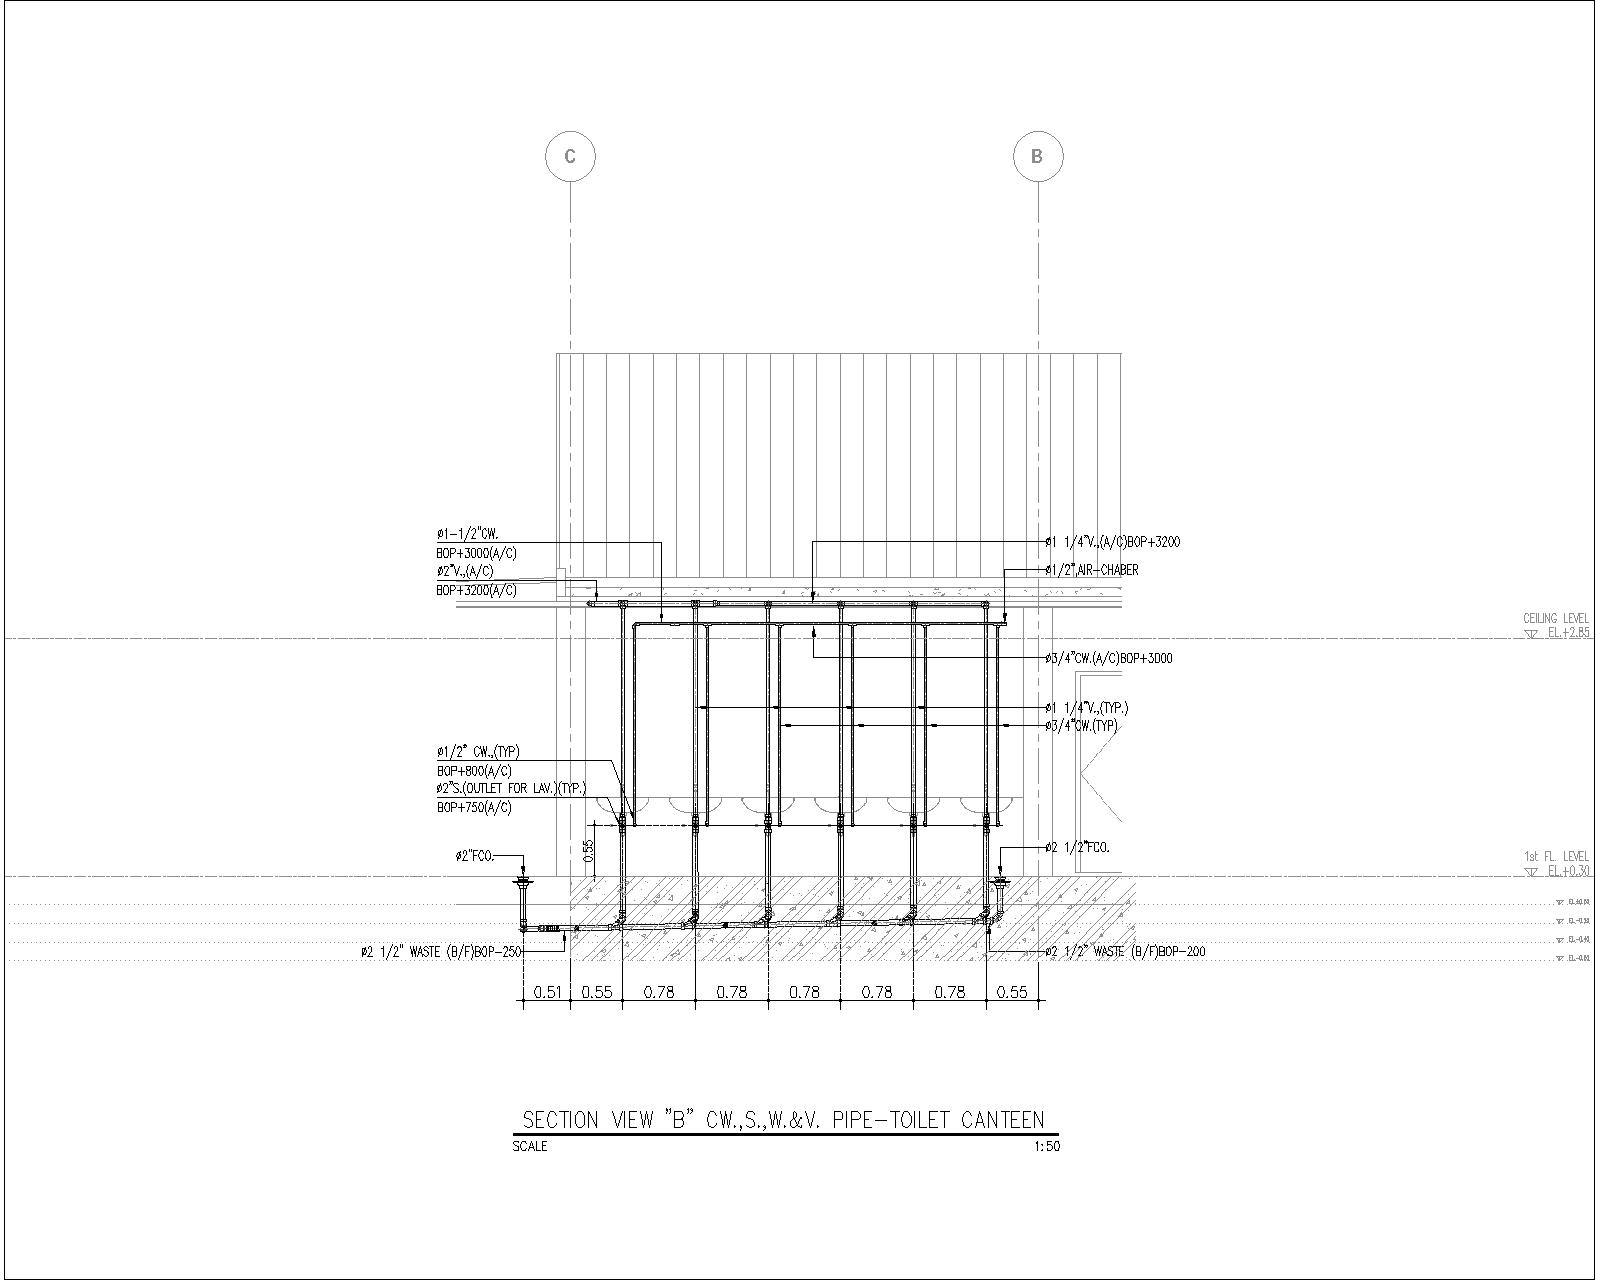 C
B
Ø1-1/2"CW.
BOP+3000(A/C)
Ø2"V.,(A/C)
BOP+3200(A/C)
Ø1 1/4"V.,(A/C)BOP+3200
Ø1/2",AIR-CHABER
CEILING LEVEL
EL.+2.85
Ø3/4"CW.(A/C)BOP+3000
Ø1 1/4"V.,(TYP.)
Ø3/4"CW.(TYP)
Ø1/2" CW.,(TYP)
BOP+800(A/C)
Ø2"S.(OUTLET FOR LAV.)(TYP.)
BOP+750(A/C)
0.55
Ø2"FCO.
Ø2 1/2"FCO.
1st FL. LEVEL
EL.+0.30
Ø2 1/2" WASTE (B/F)BOP-250
Ø2 1/2" WASTE (B/F)BOP-200
0.51 0.55 0.78 0.78 0.78 0.78 0.78 0.55
SECTION VIEW "B" CW.,S.,W.&V. PIPE-TOILET CANTEEN
SCALE 1:50